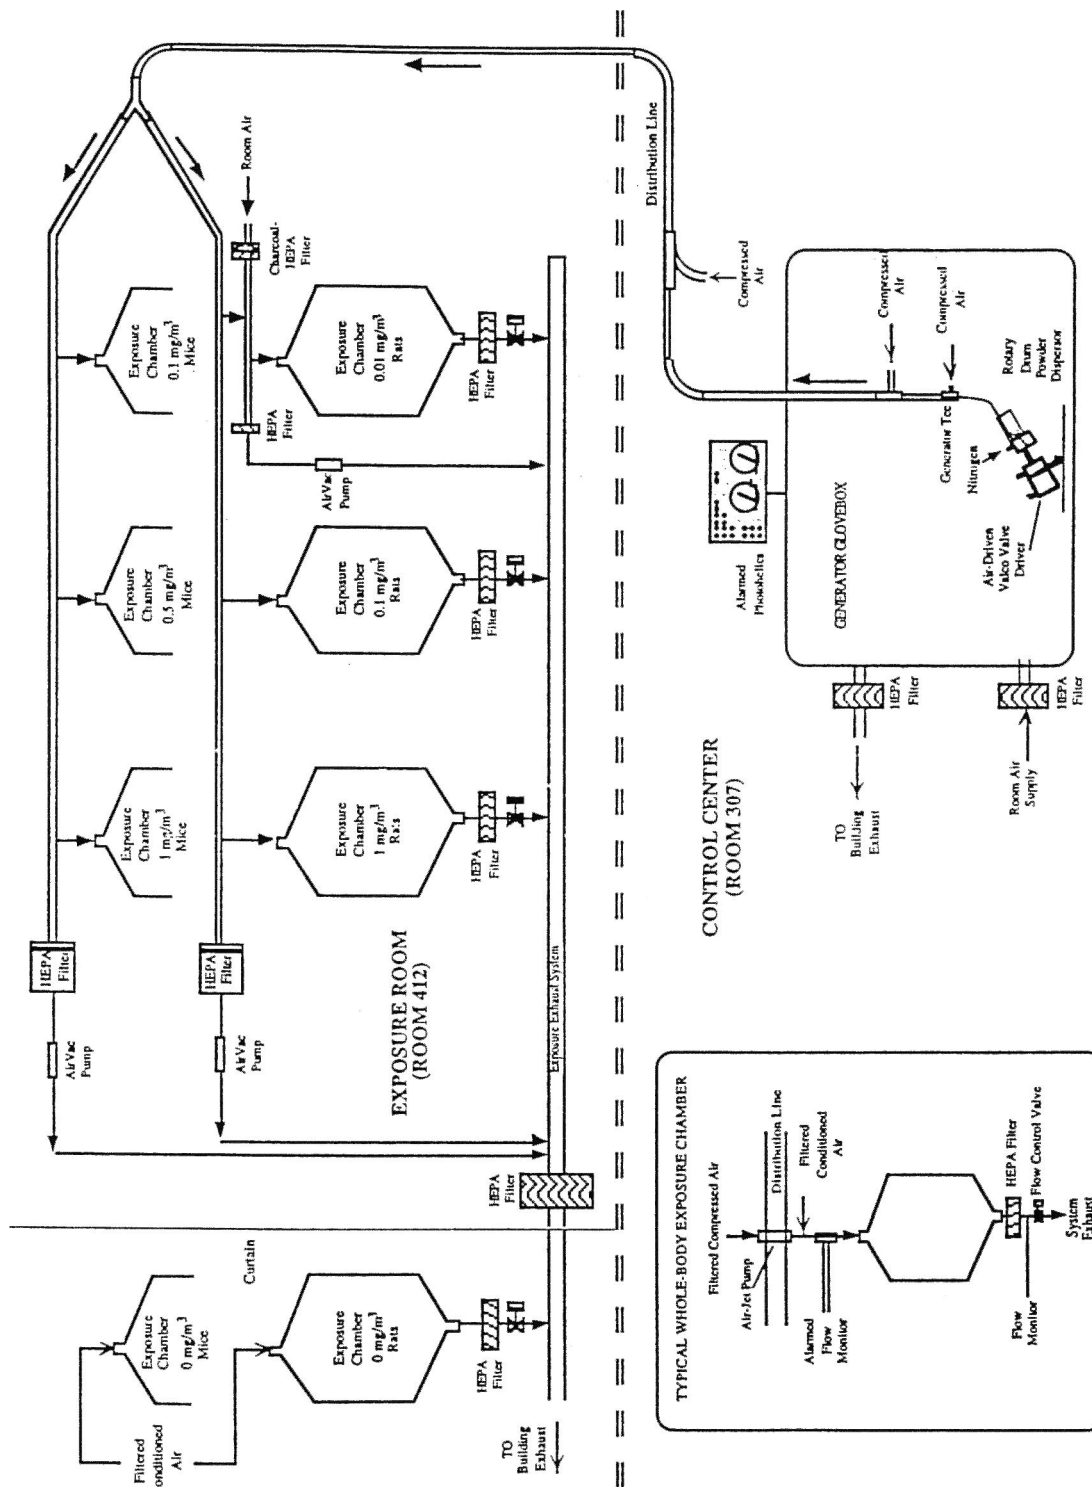 Room Air
Charcoal-
HEPA
Filter
Exposure
Chamber
0.1 mg/m³
Mice
Exposure
Chamber
0.01 mg/m³
Rats
HEPA
Filter
HEPA
Filter
AirVac
Pump
Exposure
Chamber
0.5 mg/m³
Mice
Exposure
Chamber
0.1 mg/m³
Rats
HEPA
Filter
Exposure
Chamber
1 mg/m³
Mice
Exposure
Chamber
1 mg/m³
Rats
HEPA
Filter
HEPA
Filter
HEPA
Filter
AirVac
Pump
AirVac
Pump
EXPOSURE ROOM
(ROOM 412)
Exposure Exhaust System
HEPA
Filter
Curtain
Exposure
Chamber
0 mg/m³
Mice
Exposure
Chamber
0 mg/m³
Rats
HEPA
Filter
Filtered
onditioned
Air
TO
Building
Exhaust
Distribution Line
Compressed
Air
Compressed
Air
Compressed
Air
Rotary
Drum
Powder
Dispersor
Generator Tee
Nitrogen
Air-Driven
Valco Valve
Driver
GENERATOR GLOVEBOX
Alarmed
Photohelics
HEPA
Filter
HEPA
Filter
TO
Building
Exhaust
Room Air
Supply
CONTROL CENTER
(ROOM 307)
TYPICAL WHOLE-BODY EXPOSURE CHAMBER
Filtered Compressed Air
Air-Jet Pump
Distribution Line
Filtered
Conditioned
Air
Alarmed
Flow
Monitor
HEPA Filter
Flow Control Valve
Flow
Monitor
System
Exhaust